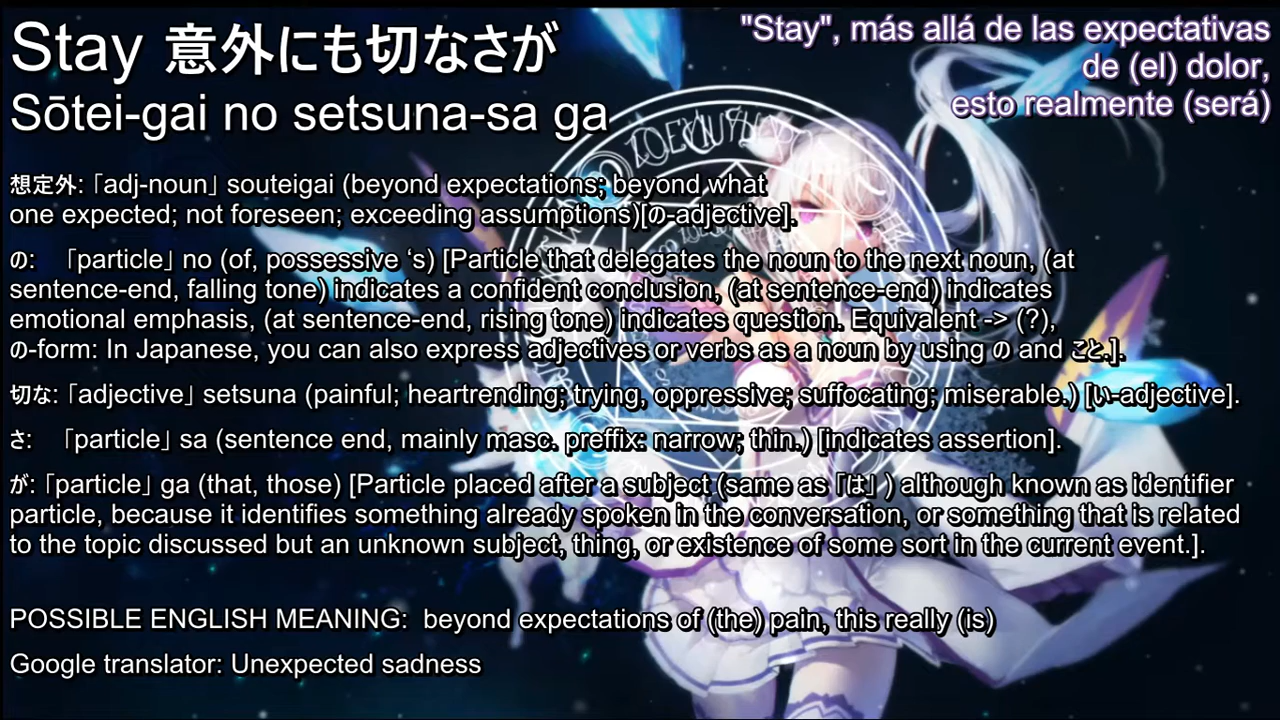 Stay 意外にも切なさが
Sōtei-gai no setsuna-sa ga
"Stay", más allá de las expectativas
de (el) dolor,
esto realmente (será)
想定外: 「adj-noun」 souteigai (beyond expectations; beyond what
one expected; not foreseen; exceeding assumptions)[の-adjective].
の: 「particle」 no (of, possessive ‘s) [Particle that delegates the noun to the next noun, (at
sentence-end, falling tone) indicates a confident conclusion, (at sentence-end) indicates
emotional emphasis, (at sentence-end, rising tone) indicates question. Equivalent -> (?),
の-form: In Japanese, you can also express adjectives or verbs as a noun by using の and こと.].
切な: 「adjective」 setsuna (painful; heartrending; trying, oppressive; suffocating; miserable.) [い-adjective].
さ: 「particle」 sa (sentence end, mainly masc. preffix: narrow; thin.) [indicates assertion].
が: 「particle」 ga (that, those) [Particle placed after a subject (same as 『は』) although known as identifier
particle, because it identifies something already spoken in the conversation, or something that is related
to the topic discussed but an unknown subject, thing, or existence of some sort in the current event.].
POSSIBLE ENGLISH MEANING: beyond expectations of (the) pain, this really (is)
Google translator: Unexpected sadness